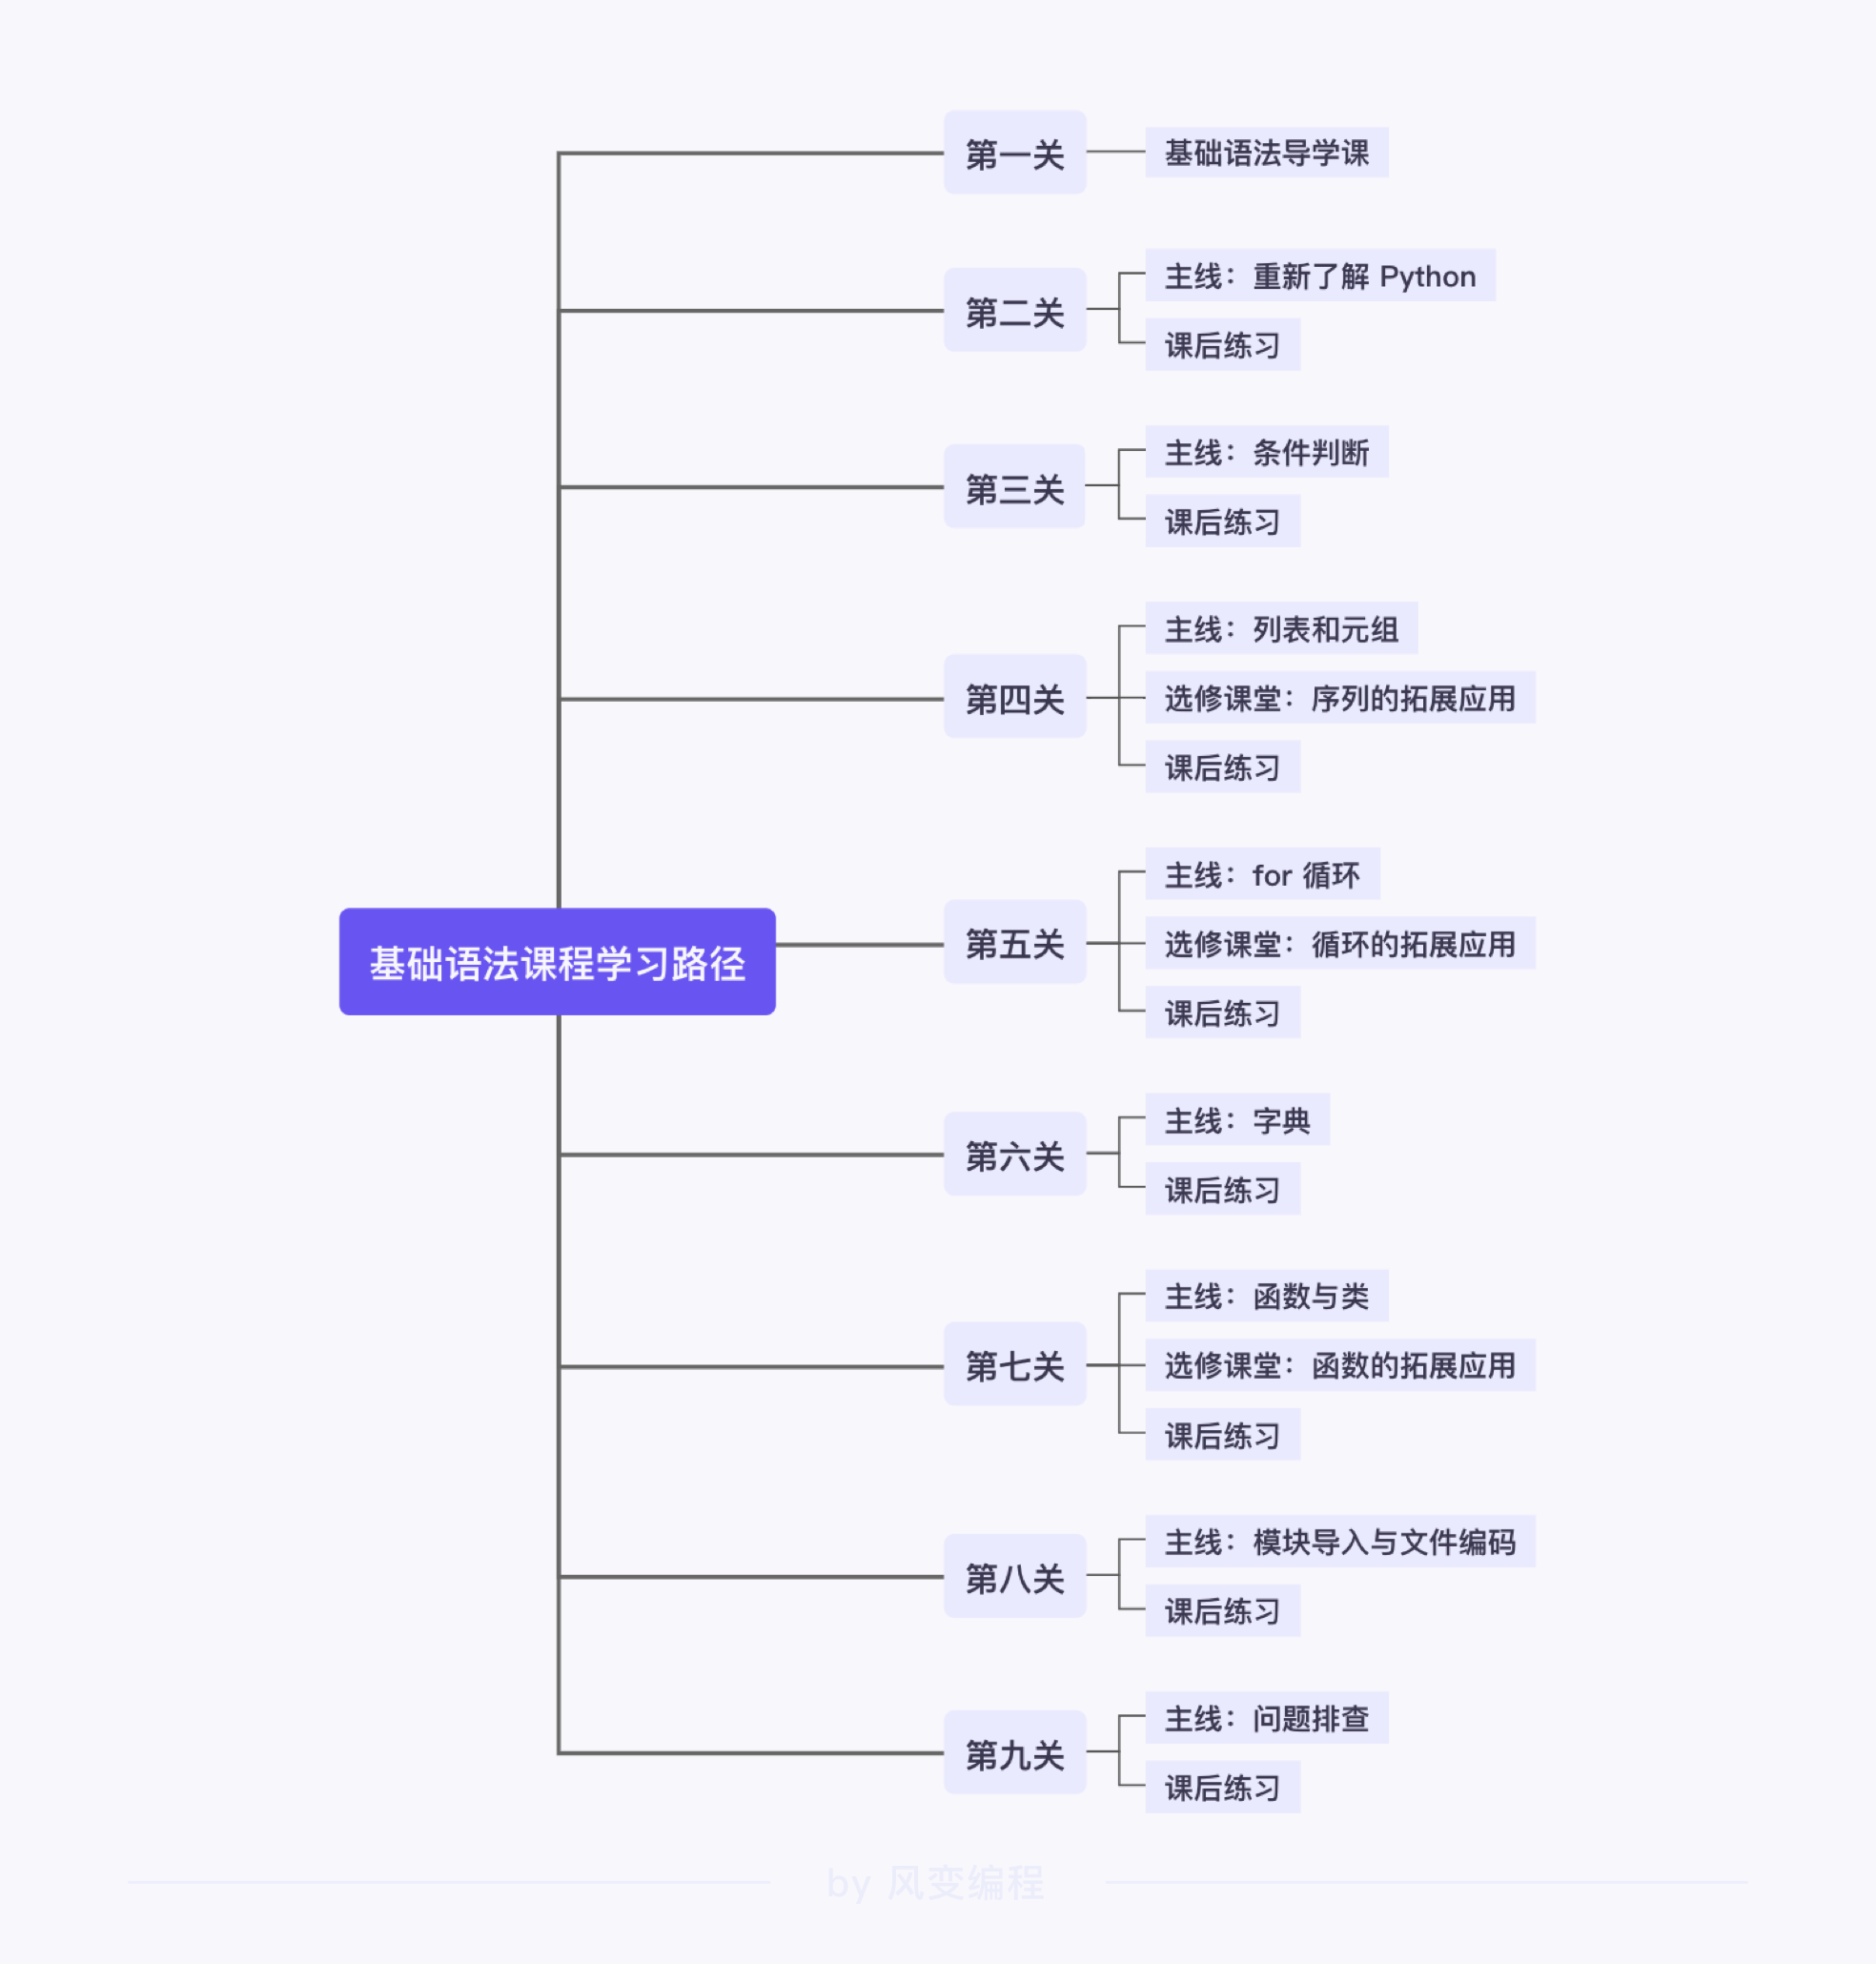 第一关
基础语法导学课
第二关
主线：重新了解 Python
课后练习
第三关
主线：条件判断
课后练习
第四关
主线：列表和元组
选修课堂：序列的拓展应用
课后练习
基础语法课程学习路径
第五关
主线：for 循环
选修课堂：循环的拓展应用
课后练习
第六关
主线：字典
课后练习
第七关
主线：函数与类
选修课堂：函数的拓展应用
课后练习
第八关
主线：模块导入与文件编码
课后练习
第九关
主线：问题排查
课后练习
by 风变编程